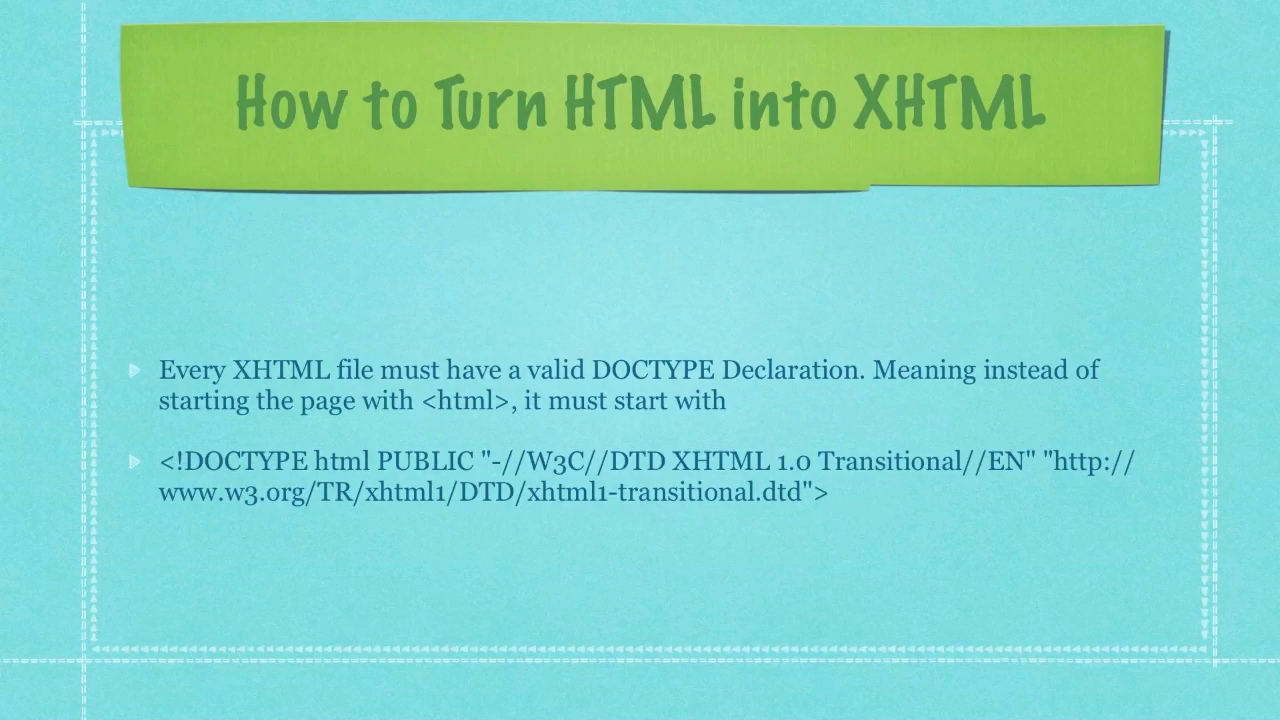 How to Turn HTML into XHTML
Every XHTML file must have a valid DOCTYPE Declaration. Meaning instead of
starting the page with <html>, it must start with
<!DOCTYPE html PUBLIC "-//W3C//DTD XHTML 1.0 Transitional//EN" "http://
www.w3.org/TR/xhtml1/DTD/xhtml1-transitional.dtd">